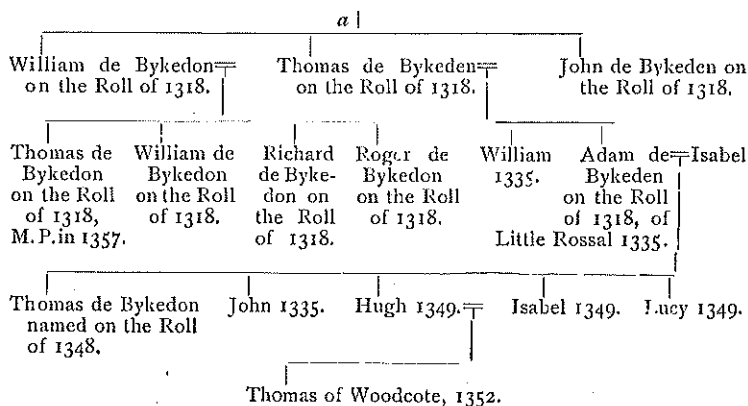 a
William de Bykedon
on the Roll of 1318.
Thomas de Bykeden
on the Roll of 1318.
John de Bykeden on
the Roll of 1318.
Thomas de
Bykedon
on the Roll
of 1318,
M.P. in 1357.
William de
Bykedon
on the Roll
of 1318.
Richard
de Byke-
don on
the Roll
of 1318.
Roger de
Bykedon
on the Roll
of 1318.
William
1335.
Adam de
Bykeden
on the Roll
of 1318, of
Little Rossal 1335.
Isabel
Thomas de Bykedon
named on the Roll
of 1348.
John 1335.
Hugh 1349.
Isabel 1349.
Lucy 1349.
Thomas of Woodcote, 1352.